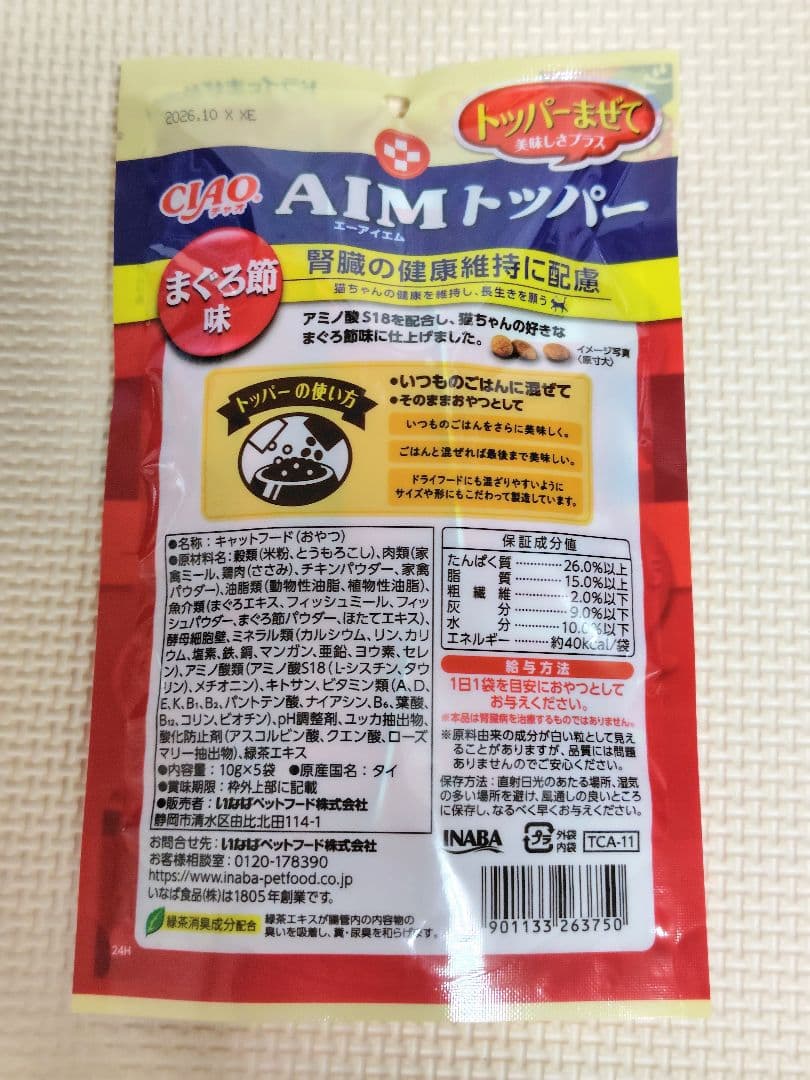 2026.10 X XE
トッパーまぜて
美味しさプラス
CIAO
チャオ
AIMトッパー
エーアイエム
まぐろ節
味
腎臓の健康維持に配慮
猫ちゃんの健康を維持し、長生きを願う
アミノ酸S18を配合し、猫ちゃんの好きな
まぐろ節味に仕上げました。
イメージ写真
(原寸大)
トッパーの使い方
●いつものごはんに混ぜて
●そのままおやつとして
いつものごはんをさらに美味しく。
ごはんと混ぜれば最後まで美味しい。
ドライフードにも混ざりやすいように
サイズや形にもこだわって製造しています。
●名称:キャットフード(おやつ)
●原材料名:穀類(米粉、とうもろこし)、肉類(家
禽ミール、鶏肉(ささみ)、チキンパウダー、家禽
パウダー)、油脂類(動物性油脂、植物性油脂)、
魚介類(まぐろエキス、フィッシュミール、フィッ
シュパウダー、まぐろ節パウダー、ほたてエキス)、
酵母細胞壁、ミネラル類(カルシウム、リン、カリ
ウム、塩素、鉄、銅、マンガン、亜鉛、ヨウ素、セレ
ン)、アミノ酸類(アミノ酸S18(L-シスチン、タウ
リン)、メチオニン)、キトサン、ビタミン類(A、D、
E、K、B1、B2、パントテン酸、ナイアシン、B6、葉酸、
B12、コリン、ビオチン)、pH調整剤、ユッカ抽出物、
酸化防止剤(アスコルビン酸、クエン酸、ローズ
マリー抽出物)、緑茶エキス
●内容量:10g×5袋 ●原産国名:タイ
●賞味期限:枠外上部に記載
●販売者:いなばペットフード株式会社
静岡市清水区由比北田114-1
保証成分値
たんぱく質…………26.0%以上
脂質…………15.0%以上
粗繊維…………2.0%以下
灰分…………9.0%以下
水分…………10.0%以下
エネルギー……約40kcal/袋
給与方法
1日1袋を目安におやつとして
お与えください。
※本品は腎臓病を治療するものではありません。
※原料由来の成分が白い粒として見え
ることがありますが、品質には問題
ありませんのでご安心ください。
保存方法:直射日光のあたる場所、湿気
の多い場所を避け、風通しの良いところ
に保存し、なるべく早くお与えください。
お問合せ先:いなばペットフード株式会社
お客様相談室:0120-178390
https://www.inaba-petfood.co.jp
いなば食品(株)は1805年創業です。
INABA
プラ
外袋
内袋
TCA-11
緑茶消臭成分配合
緑茶エキスが腸管内の内容物の
臭いを吸着し、糞・尿臭を和らげます。
901133 263750
24H